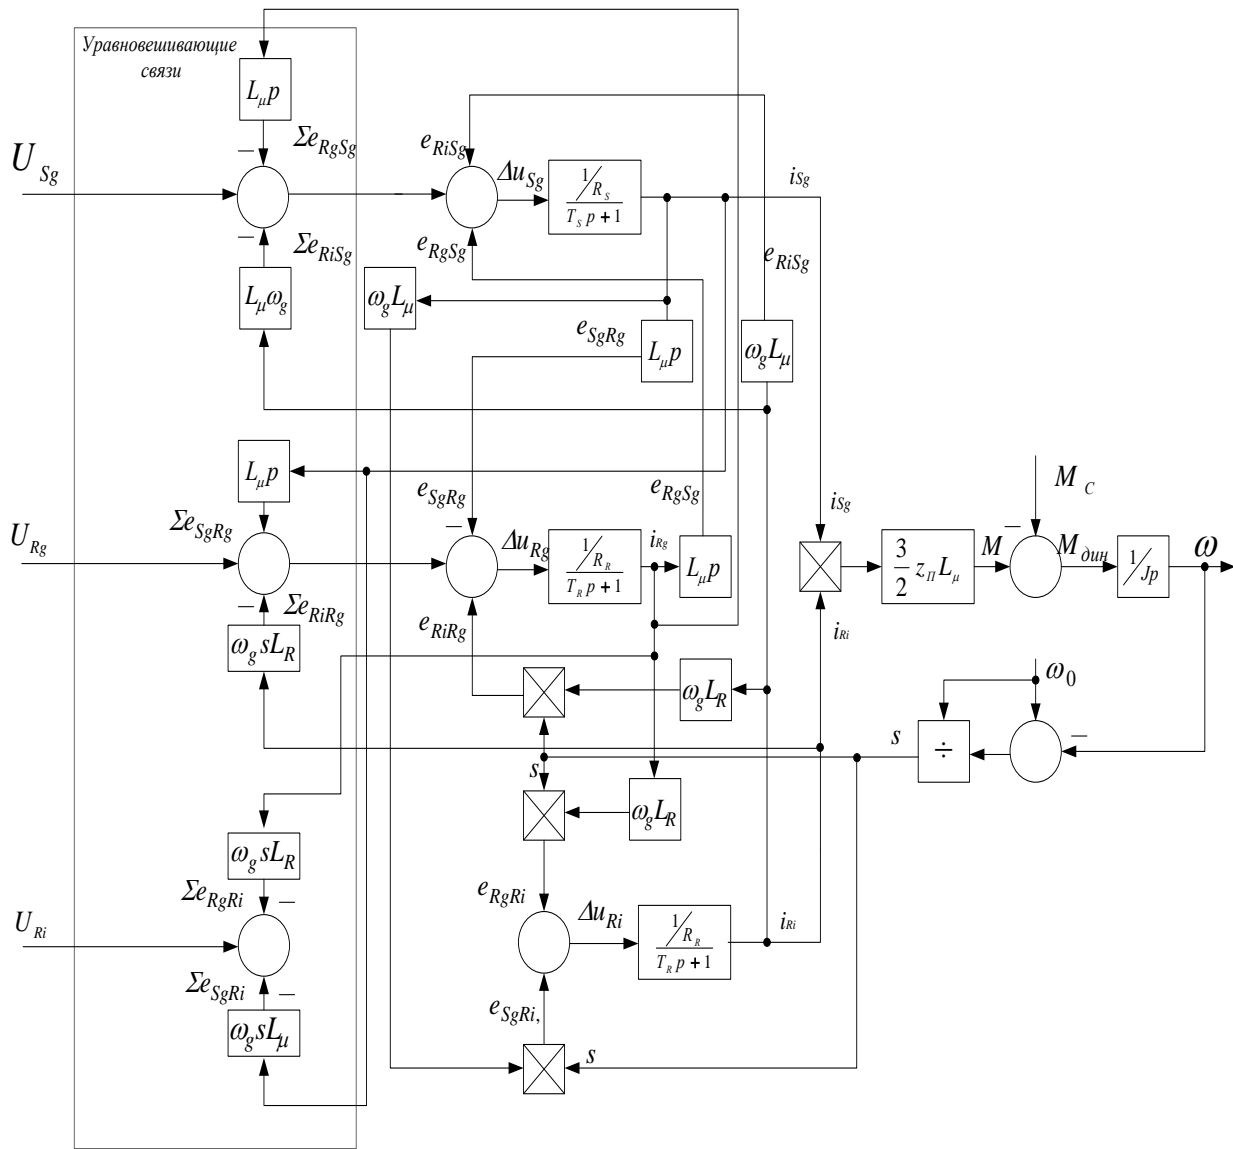 Уравновешивающие
связи
L_μ p
Σe_RgSg
e_RiSg
U_Sg
−
−
Δu_Sg
1/R_S
T_S p + 1
i_Sg
−
Σe_RiSg
e_RgSg
e_RiSg
L_μ ω_g
ω_g L_μ
e_SgRg
L_μ p
ω_g L_μ
L_μ p
e_SgRg
e_RgSg
i_Sg
M_C
Σe_SgRg
U_Rg
−
Δu_Rg
1/R_R
T_R p + 1
i_Rg
L_μ p
3/2 z_П L_μ
M
−
M_дин
1/Jp
ω
−
Σe_RiRg
e_RiRg
i_Ri
ω_g sL_R
ω_g L_R
ω_0
s
÷
−
s
ω_g L_R
ω_g sL_R
Σe_RgRi
−
e_RgRi
U_Ri
Δu_Ri
1/R_R
T_R p + 1
i_Ri
Σe_SgRi
−
e_SgRi,
ω_g sL_μ
s